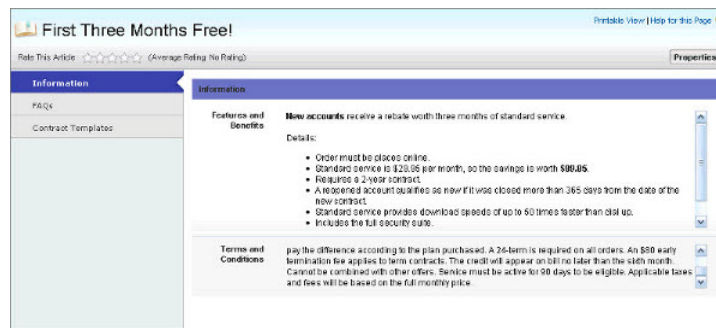 First Three Months Free!
Printable View | Help for this Page
Rate This Article (Average Rating: No Rating)
Properties
Information
FAQs
Contract Templates
Information
Features and
Benefits
New accounts receive a rebate worth three months of standard service.
Details:
• Order must be places online.
• Standard service is $29.95 per month, so the savings is worth $89.85.
• Requires a 2-year contract.
• A reopened account qualifies as new if it was closed more than 365 days from the date of the
new contract.
• Standard service provides download speeds of up to 50 times faster than dial up.
• Includes the full security suite.
Terms and
Conditions
pay the difference according to the plan purchased. A 24-term is required on all orders. An $80 early
termination fee applies to term contracts. The credit will appear on bill no later than the sixth month.
Cannot be combined with other offers. Service must be active for 90 days to be eligible. Applicable taxes
and fees will be based on the full monthly price.